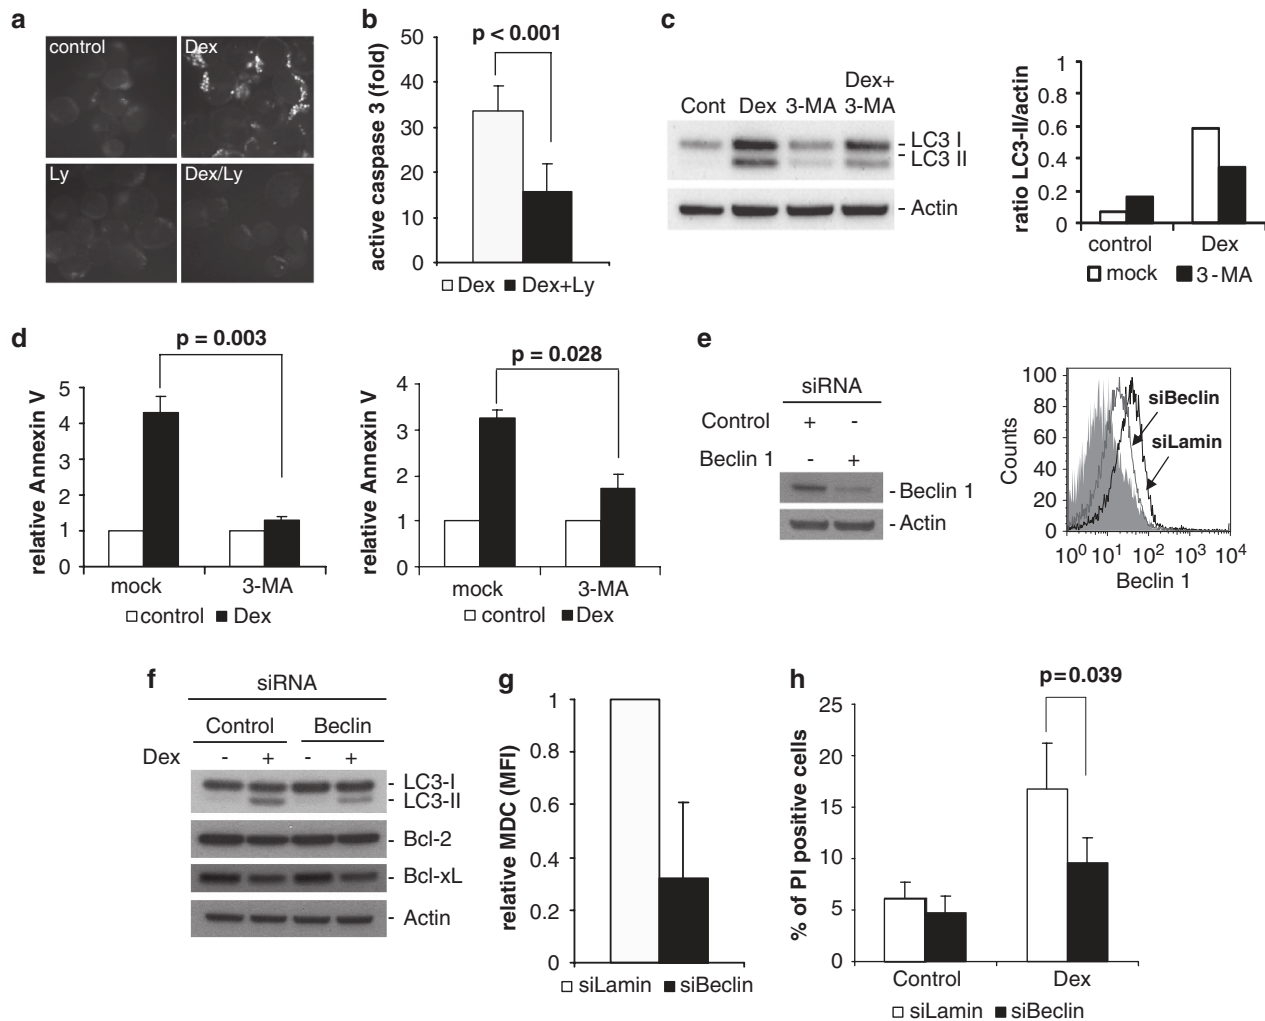 a
control
Dex
Ly
Dex/Ly
b
p < 0.001
active caspase 3 (fold)
50
40
30
20
10
0
Dex Dex+Ly
c
Cont Dex 3-MA Dex+ 3-MA
- LC3 I
- LC3 II
- Actin
ratio LC3-II/actin
1
0.8
0.6
0.4
0.2
0
control Dex
mock 3-MA
d
p = 0.003
relative Annexin V
5
4
3
2
1
0
mock 3-MA
control Dex
p = 0.028
relative Annexin V
4
3
2
1
0
mock 3-MA
control Dex
e
siRNA
Control + -
Beclin 1 - +
- Beclin 1
- Actin
Counts
100
80
60
40
20
0
siBeclin
siLamin
10⁰ 10¹ 10² 10³ 10⁴
Beclin 1
f
siRNA
Control Beclin
Dex - + - +
- LC3-I
- LC3-II
- Bcl-2
- Bcl-xL
- Actin
g
relative MDC (MFI)
1
0.8
0.6
0.4
0.2
0
siLamin siBeclin
h
p=0.039
% of PI positive cells
25
20
15
10
5
0
Control Dex
siLamin siBeclin